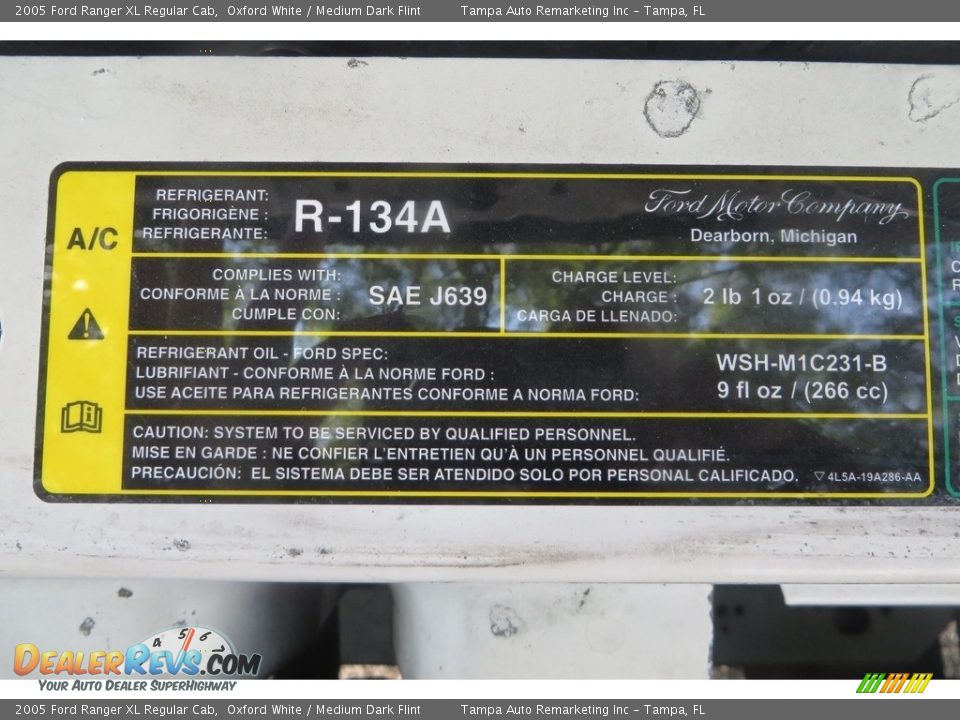 2005 Ford Ranger XL Regular Cab,  Oxford White / Medium Dark Flint          Tampa Auto Remarketing Inc – Tampa, FL
A/C
REFRIGERANT:
FRIGORIGÈNE :
REFRIGERANTE:
R-134A
Ford Motor Company
Dearborn, Michigan
COMPLIES WITH:
CONFORME À LA NORME :
CUMPLE CON:
SAE J639
CHARGE LEVEL:
CHARGE :
CARGA DE LLENADO:
2 lb 1 oz / (0.94 kg)
REFRIGERANT OIL - FORD SPEC:
LUBRIFIANT - CONFORME À LA NORME FORD :
USE ACEITE PARA REFRIGERANTES CONFORME A NORMA FORD:
WSH-M1C231-B
9 fl oz / (266 cc)
CAUTION: SYSTEM TO BE SERVICED BY QUALIFIED PERSONNEL.
MISE EN GARDE : NE CONFIER L'ENTRETIEN QU'À UN PERSONNEL QUALIFIÉ.
PRECAUCIÓN: EL SISTEMA DEBE SER ATENDIDO SOLO POR PERSONAL CALIFICADO.
4L5A-19A286-AA
4 5 6 7
DEALERREVS.COM
YOUR AUTO DEALER SUPERHIGHWAY
2005 Ford Ranger XL Regular Cab,  Oxford White / Medium Dark Flint          Tampa Auto Remarketing Inc – Tampa, FL